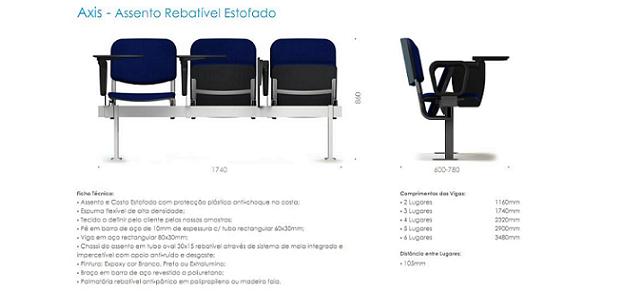 Axis - Assento Rebatível Estofado
860
1740
600-780
Ficha Técnica:
• Assento e Costa Estofada com protecção plástica anti-choque na costa;
• Espuma flexível de alta densidade;
• Tecido a definir pelo cliente pelas nossas amostras;
• Pé em barra de aço de 10mm de espessura c/ tubo rectangular 60x30mm;
• Viga em aço rectangular 80x30mm;
• Chassi do assento em tubo oval 30x15 rebatível através de sistema de mola integrada e
impercetível com apoio anti-ruído e desgaste;
• Pintura: Expoxy cor Branco, Preto ou Extralumino;
• Braço em barra de aço revestido a poliuretano;
• Palmatória rebatível anti-pânico em polipropileno ou madeira faia.
Comprimentos das Vigas:
• 2 Lugares 1160mm
• 3 Lugares 1740mm
• 4 Lugares 2320mm
• 5 Lugares 2900mm
• 6 Lugares 3480mm
Distância entre Lugares:
• 105mm